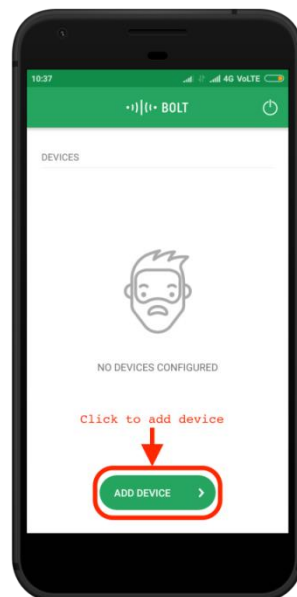 10:37 4G VoLTE
BOLT
DEVICES
NO DEVICES CONFIGURED
Click to add device
ADD DEVICE